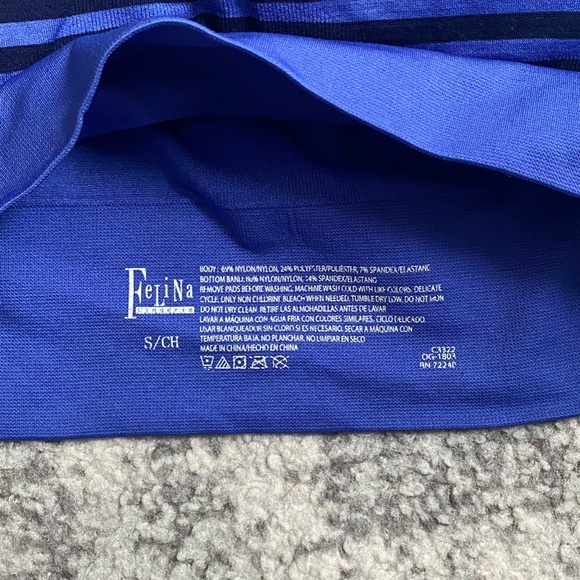 FELINA
S/CH
BODY : 69% NYLON/NYLON, 24% POLYESTER/POLIÉSTER, 7% SPANDEX/ELASTANO
BOTTOM BAND: 86% NYLON/NYLON, 14% SPANDEX/ELASTANO
REMOVE PADS BEFORE WASHING. MACHINE WASH COLD WITH LIKE COLORS. DELICATE
CYCLE. ONLY NON CHLORINE BLEACH WHEN NEEDED. TUMBLE DRY LOW. DO NOT IRON
DO NOT DRY CLEAN. RETIRE LAS ALMOHADILLAS ANTES DE LAVAR
LAVAR A MÁQUINA CON AGUA FRIA CON COLORES SIMILARES, CICLO DELICADO.
USAR BLANQUEADOR SIN CLORO SI ES NECESARIO. SECAR A MÁQUINA CON
TEMPERATURA BAJA. NO PLANCHAR. NO LIMPIAR EN SECO
MADE IN CHINA/HECHO EN CHINA
C3322
OG-1803
RN 72240